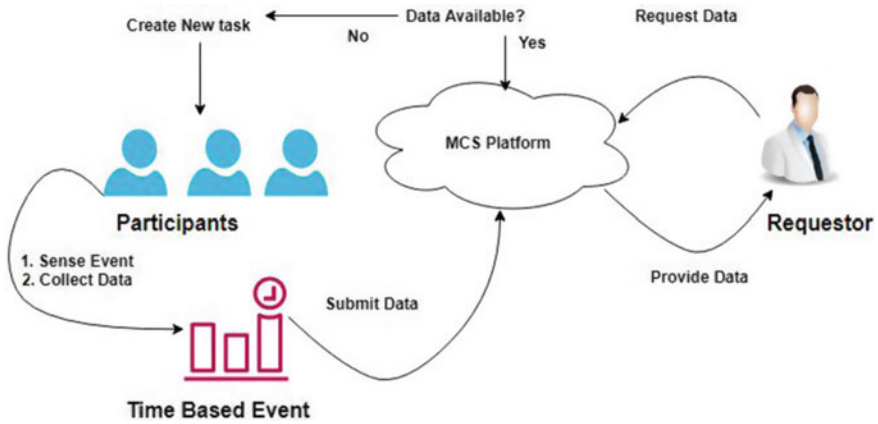 Create New task
Data Available?
Request Data
No
Yes
MCS Platform
Participants
Requestor
1. Sense Event
2. Collect Data
Provide Data
Submit Data
Time Based Event